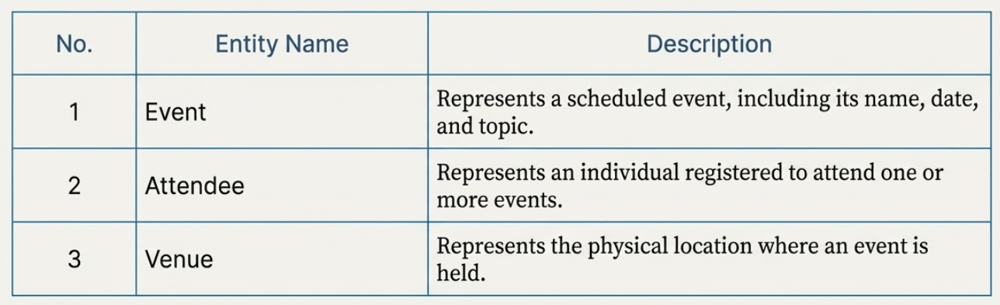 No. Entity Name Description
1 Event Represents a scheduled event, including its name, date,
and topic.
2 Attendee Represents an individual registered to attend one or
more events.
3 Venue Represents the physical location where an event is
held.